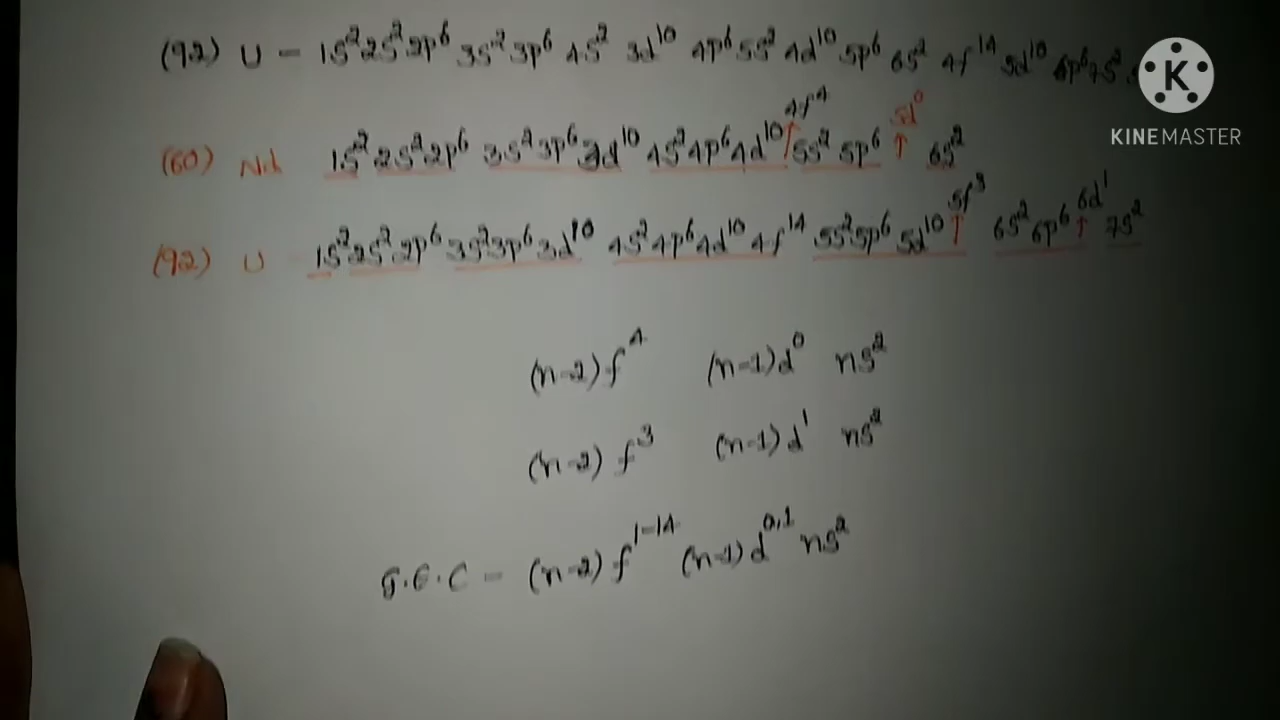 (92) U - 1s² 2s² 2p⁶ 3s² 3p⁶ 4s² 3d¹⁰ 4p⁶ 5s² 4d¹⁰ 5p⁶ 6s² 4f¹⁴ 5d¹⁰ 6p⁶ 7s²
K
KINEMASTER
(60) Nd 1s² 2s² 2p⁶ 3s² 3p⁶ 3d¹⁰ 4s² 4p⁶ 4d¹⁰ 4f⁴ ↑ 5s² 5p⁶ 5d⁰ ↑ 6s²
(92) U 1s² 2s² 2p⁶ 3s² 3p⁶ 3d¹⁰ 4s² 4p⁶ 4d¹⁰ 4f¹⁴ 5s² 5p⁶ 5d¹⁰ 5f³ ↑ 6s² 6p⁶ 6d¹ ↑ 7s²
(n-2) f⁴ (n-1) d⁰ ns²
(n-2) f³ (n-1) d¹ ns²
G.E.C - (n-2) f¹⁻¹⁴ (n-1) d⁰,¹ ns²